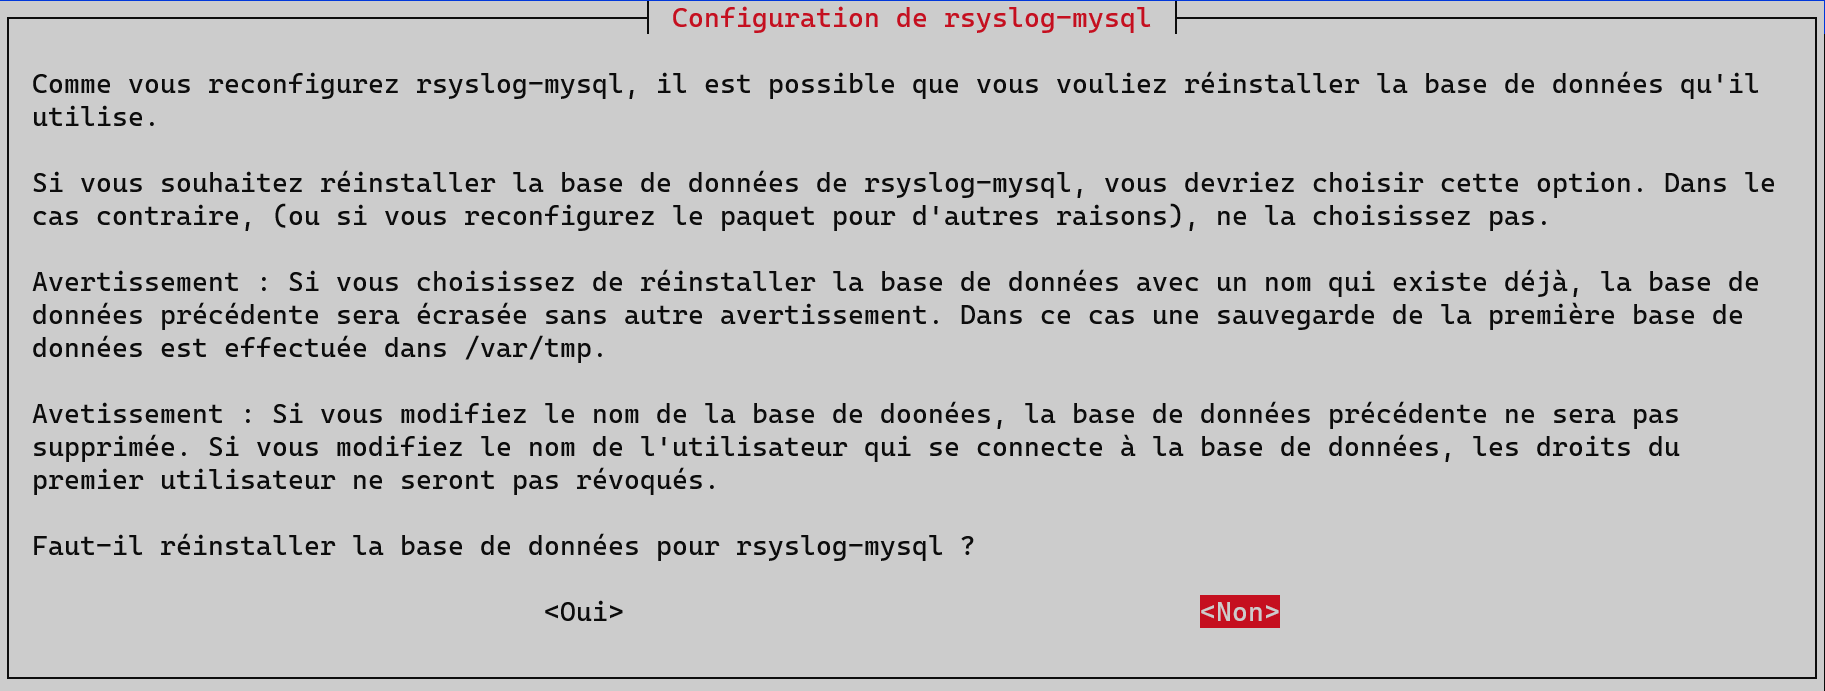 Configuration de rsyslog-mysql
Comme vous reconfigurez rsyslog-mysql, il est possible que vous vouliez réinstaller la base de données qu'il
utilise.
Si vous souhaitez réinstaller la base de données de rsyslog-mysql, vous devriez choisir cette option. Dans le
cas contraire, (ou si vous reconfigurez le paquet pour d'autres raisons), ne la choisissez pas.
Avertissement : Si vous choisissez de réinstaller la base de données avec un nom qui existe déjà, la base de
données précédente sera écrasée sans autre avertissement. Dans ce cas une sauvegarde de la première base de
données est effectuée dans /var/tmp.
Avetissement : Si vous modifiez le nom de la base de doonées, la base de données précédente ne sera pas
supprimée. Si vous modifiez le nom de l'utilisateur qui se connecte à la base de données, les droits du
premier utilisateur ne seront pas révoqués.
Faut-il réinstaller la base de données pour rsyslog-mysql ?
<Oui> <Non>